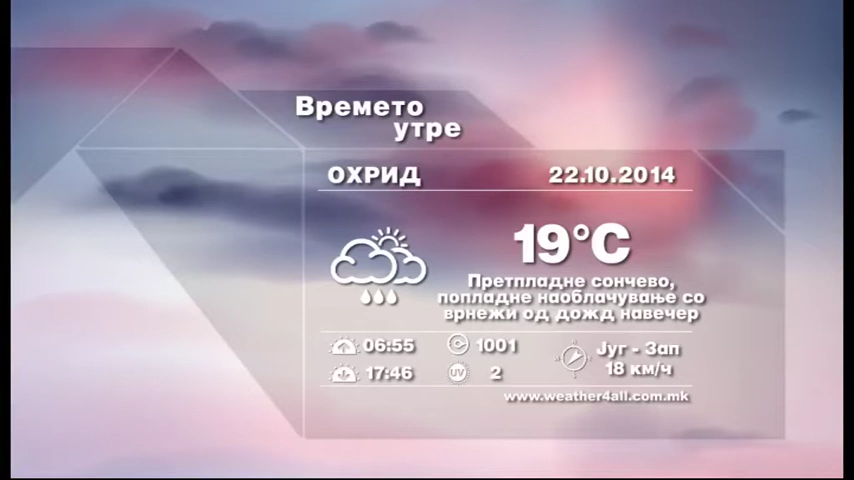 Времето
утре
ОХРИД 22.10.2014
19°C
Претпладне сончево,
попладне наоблачување со
врнежи од дожд навечер
06:55 1001 Југ - Зап
17:46 UV 2 18 км/ч
www.weather4all.com.mk